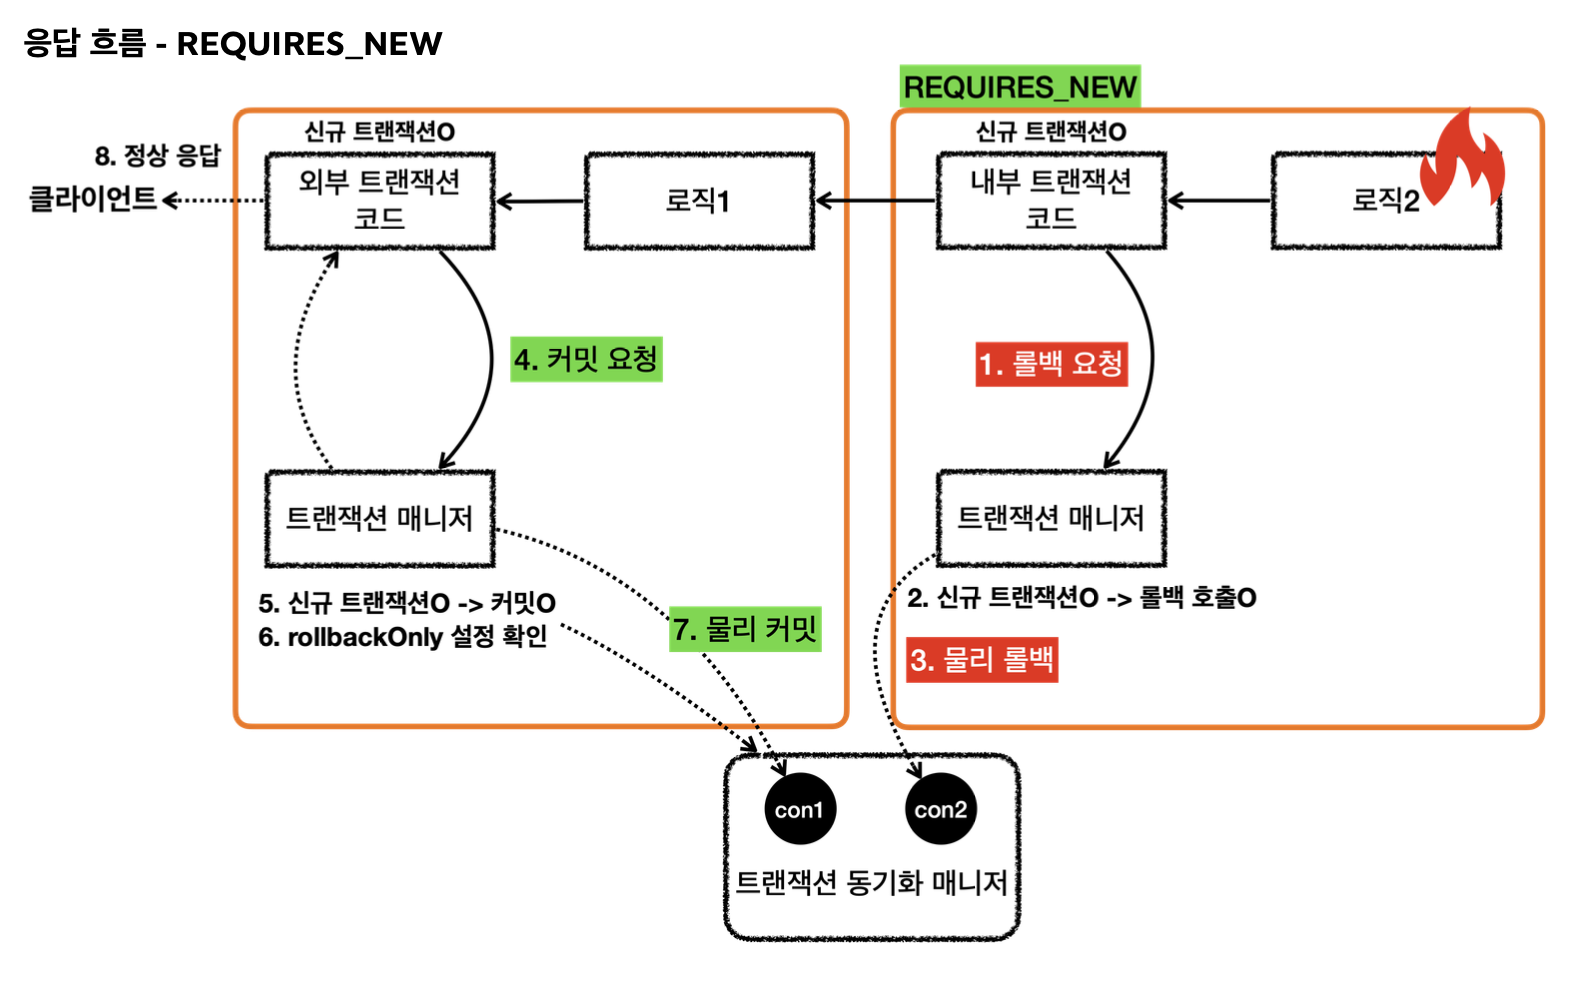 응답 흐름 - REQUIRES_NEW
REQUIRES_NEW
신규 트랜잭션O
신규 트랜잭션O
8. 정상 응답
클라이언트
외부 트랜잭션
코드
로직1
내부 트랜잭션
코드
로직2
4. 커밋 요청
1. 롤백 요청
트랜잭션 매니저
트랜잭션 매니저
5. 신규 트랜잭션O -> 커밋O
6. rollbackOnly 설정 확인
7. 물리 커밋
2. 신규 트랜잭션O -> 롤백 호출O
3. 물리 롤백
con1
con2
트랜잭션 동기화 매니저